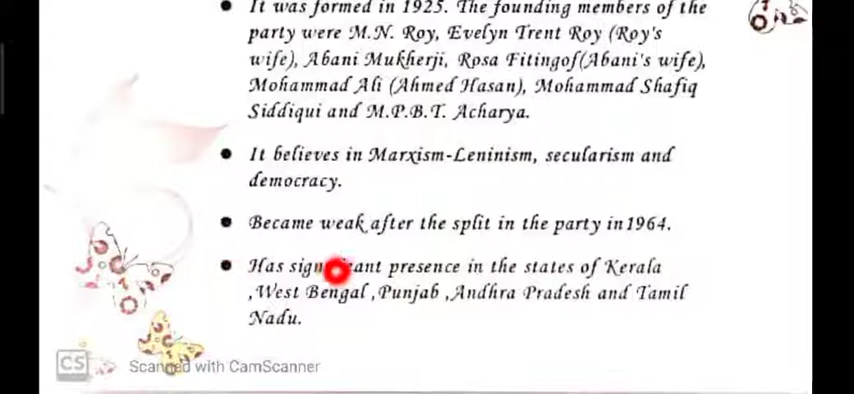 It was formed in 1925. The founding members of the
party were M.N. Roy, Evelyn Trent Roy (Roy's
wife), Abani Mukherji, Rosa Fitingof(Abani's wife),
Mohammad Ali (Ahmed Hasan), Mohammad Shafiq
Siddiqui and M.P.B.T. Acharya.
It believes in Marxism-Leninism, secularism and
democracy.
Became weak after the split in the party in 1964.
Has presence in the states of Kerala
,West Bengal ,Punjab ,Andhra Pradesh and Tamil
Nadu.
CS Scanned with CamScanner